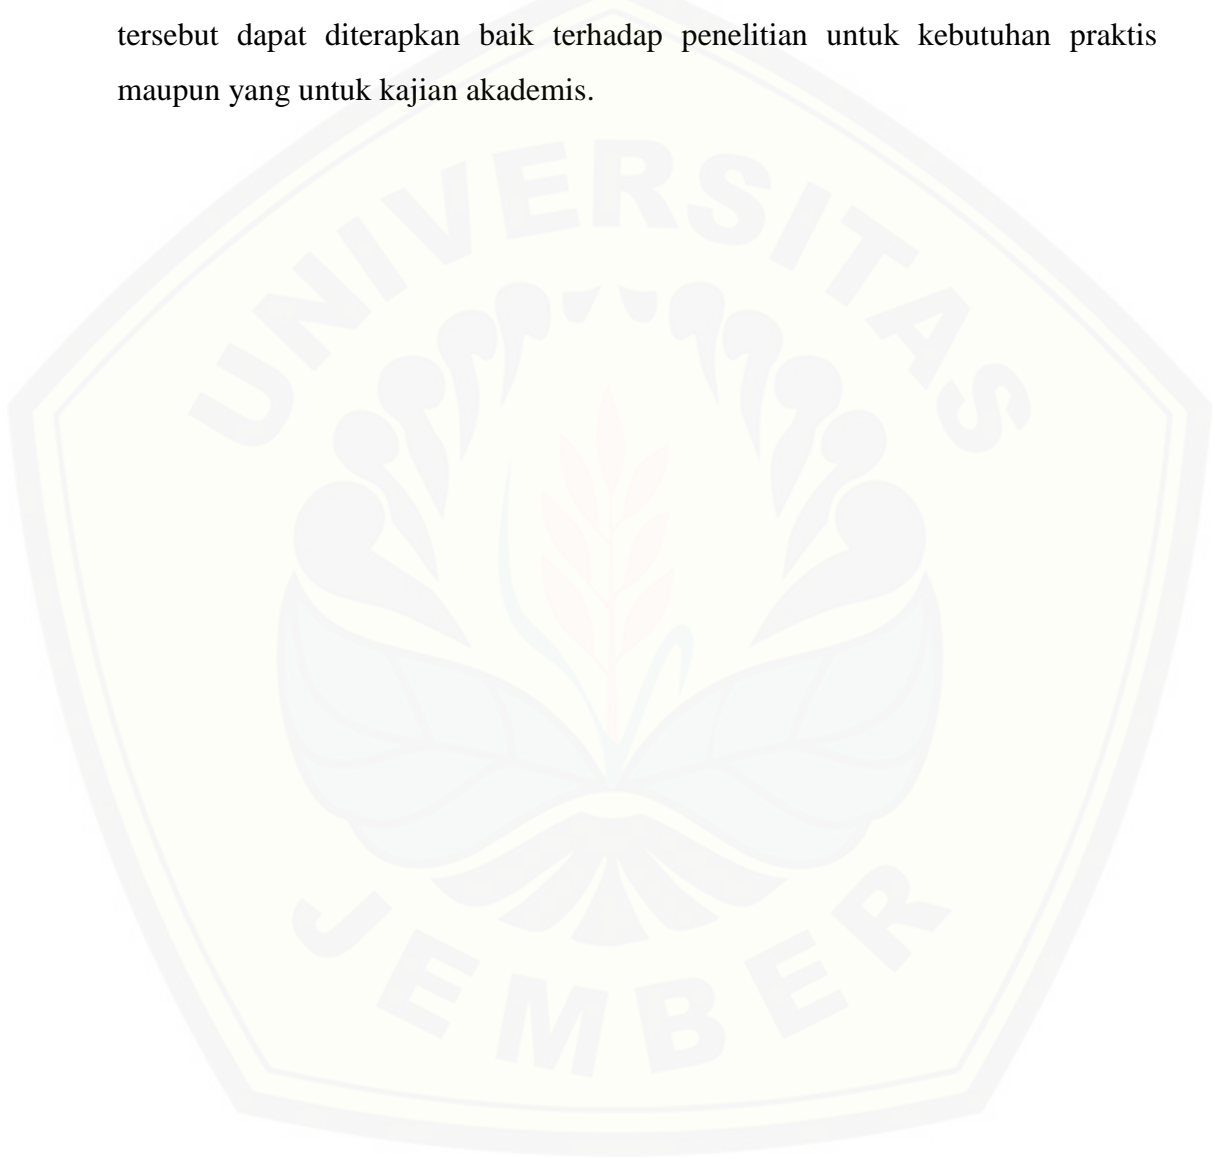 tersebut dapat diterapkan baik terhadap penelitian untuk kebutuhan praktis
maupun yang untuk kajian akademis.
UNIVERSITAS
JEMBER